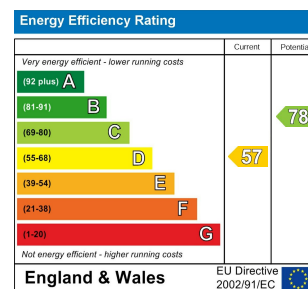 Energy Efficiency Rating
Current Potentia
Very energy efficient - lower running costs
(92 plus) A
(81-91) B
78
(69-80) C
(55-68) D
57
(39-54) E
(21-38) F
(1-20) G
Not energy efficient - higher running costs
England & Wales
EU Directive
2002/91/EC